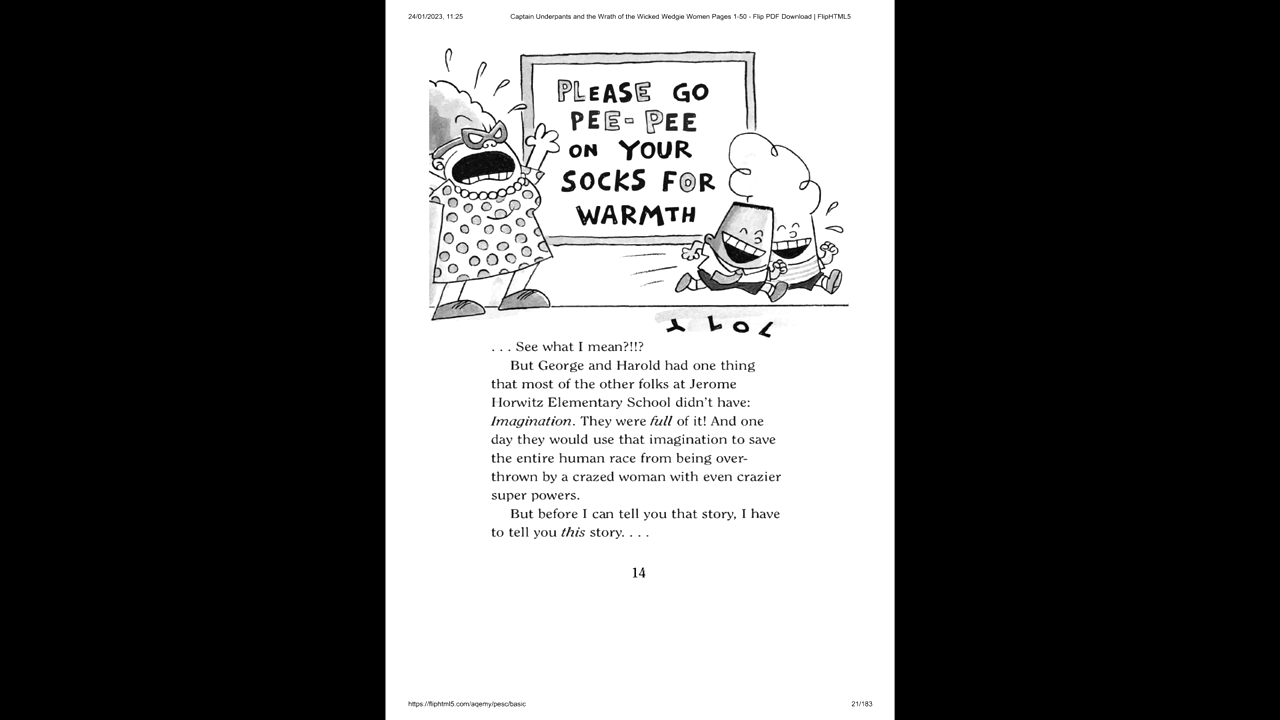 24/01/2023, 11:25
Captain Underpants and the Wrath of the Wicked Wedgie Women Pages 1-50 - Flip PDF Download | FlipHTML5
PLEASE GO
PEE-PEE
ON YOUR
SOCKS FOR
WARMTH
Y L O L
. . . See what I mean?!!?
But George and Harold had one thing
that most of the other folks at Jerome
Horwitz Elementary School didn't have:
Imagination. They were full of it! And one
day they would use that imagination to save
the entire human race from being over-
thrown by a crazed woman with even crazier
super powers.
But before I can tell you that story, I have
to tell you this story. . . .
14
https://fliphtml5.com/aqemy/pesc/basic
21/183